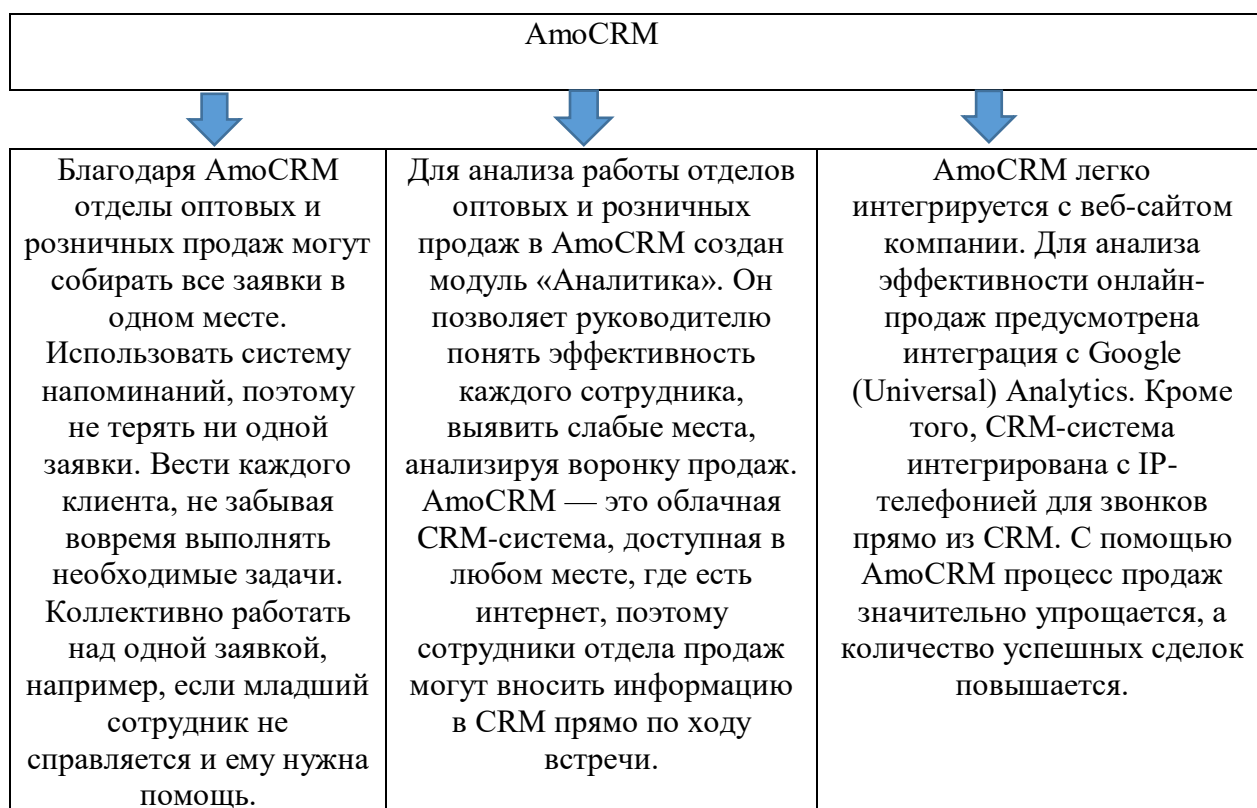 AmoCRM
Благодаря AmoCRM
отделы оптовых и
розничных продаж могут
собирать все заявки в
одном месте.
Использовать систему
напоминаний, поэтому
не терять ни одной
заявки. Вести каждого
клиента, не забывая
вовремя выполнять
необходимые задачи.
Коллективно работать
над одной заявкой,
например, если младший
сотрудник не
справляется и ему нужна
помощь.
Для анализа работы отделов
оптовых и розничных
продаж в AmoCRM создан
модуль «Аналитика». Он
позволяет руководителю
понять эффективность
каждого сотрудника,
выявить слабые места,
анализируя воронку продаж.
AmoCRM — это облачная
CRM-система, доступная в
любом месте, где есть
интернет, поэтому
сотрудники отдела продаж
могут вносить информацию
в CRM прямо по ходу
встречи.
AmoCRM легко
интегрируется с веб-сайтом
компании. Для анализа
эффективности онлайн-
продаж предусмотрена
интеграция с Google
(Universal) Analytics. Кроме
того, CRM-система
интегрирована с IP-
телефонией для звонков
прямо из CRM. С помощью
AmoCRM процесс продаж
значительно упрощается, а
количество успешных сделок
повышается.